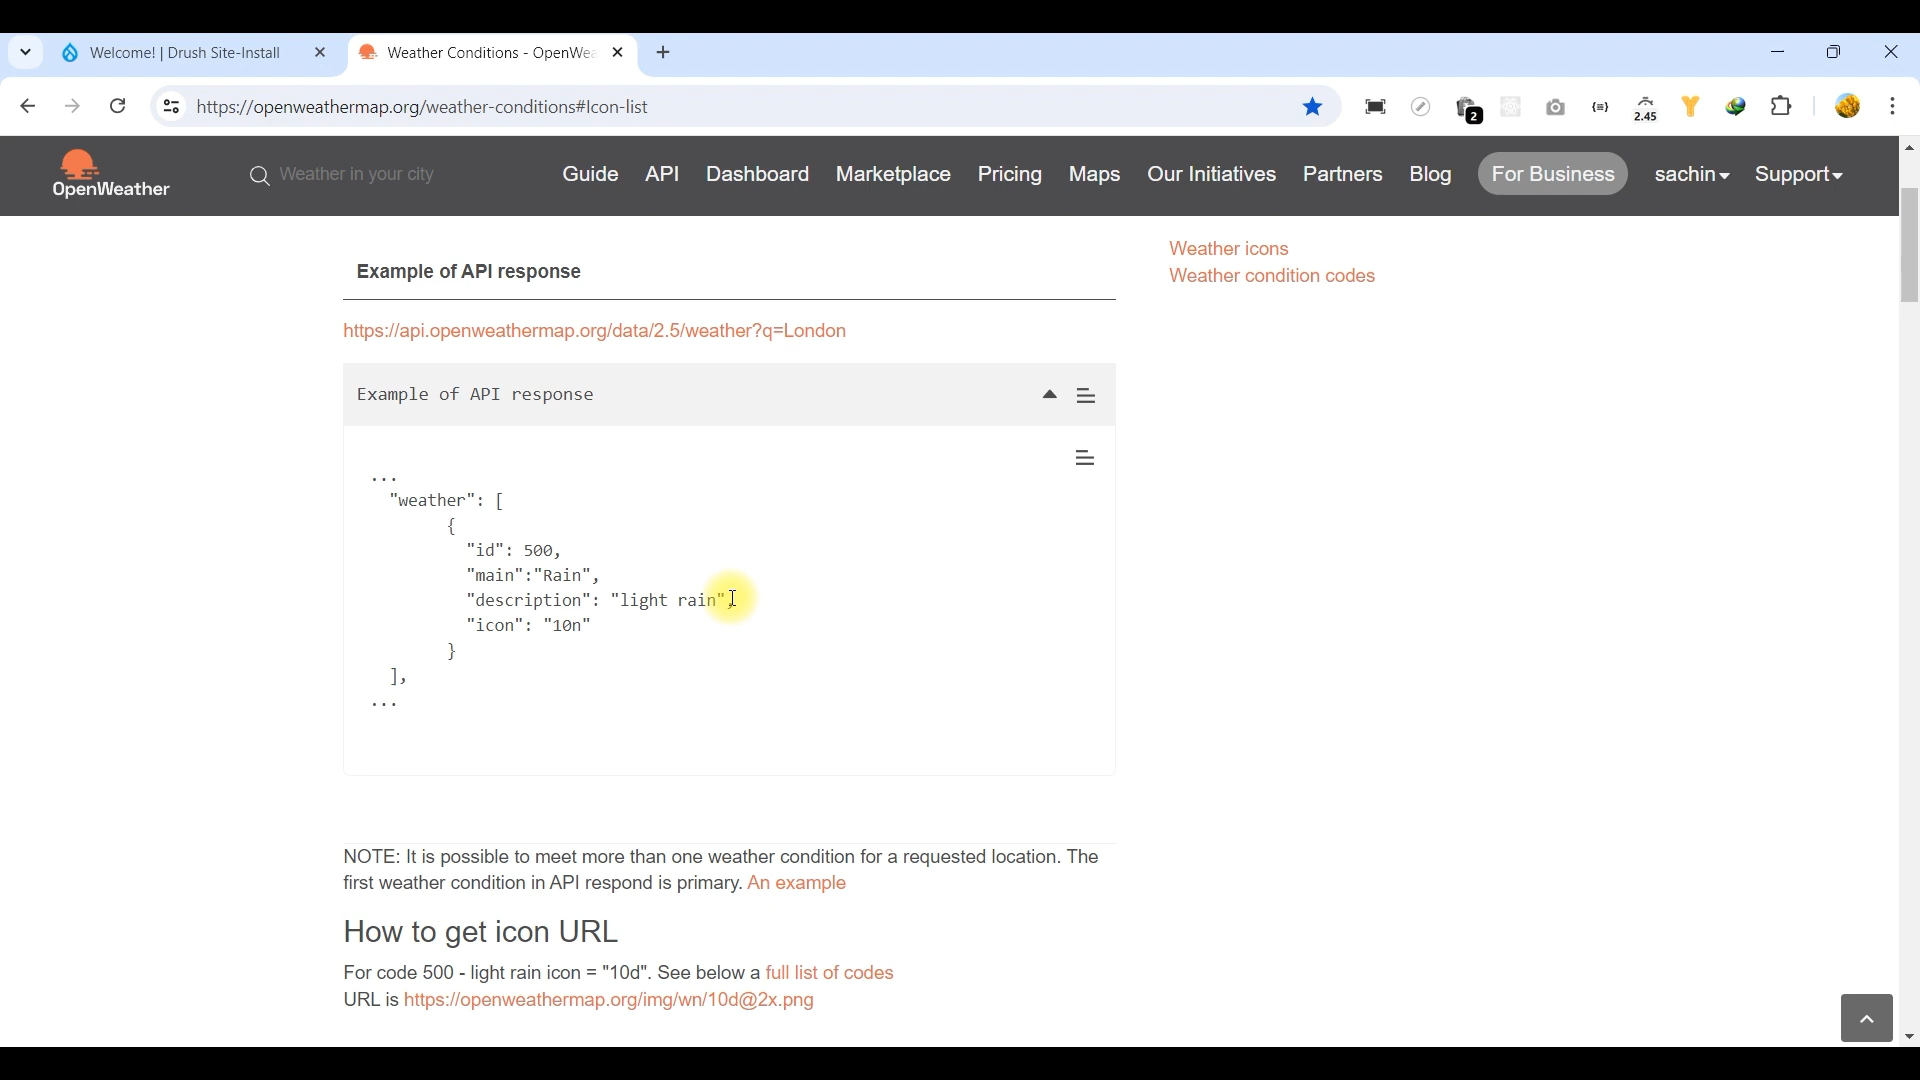 Welcome! | Drush Site-Install
Weather Conditions - OpenWea
https://openweathermap.org/weather-conditions#Icon-list
2
{≡}
2.45
OpenWeather
Weather in your city
Guide API Dashboard Marketplace Pricing Maps Our Initiatives Partners Blog For Business sachin Support
Weather icons
Weather condition codes
Example of API response
https://api.openweathermap.org/data/2.5/weather?q=London
Example of API response
...
"weather": [
{
"id": 500,
"main":"Rain",
"description": "light rain",
"icon": "10n"
}
],
...
NOTE: It is possible to meet more than one weather condition for a requested location. The
first weather condition in API respond is primary. An example
How to get icon URL
For code 500 - light rain icon = "10d". See below a full list of codes
URL is https://openweathermap.org/img/wn/10d@2x.png